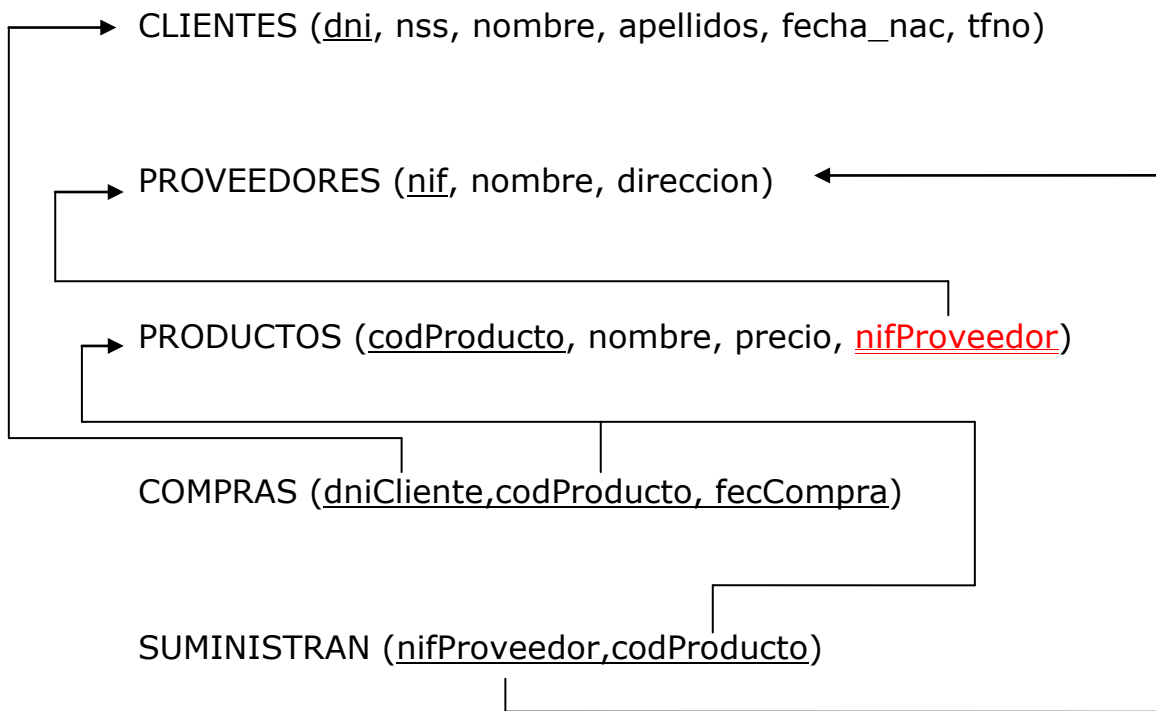 CLIENTES (dni, nss, nombre, apellidos, fecha_nac, tfno)
PROVEEDORES (nif, nombre, direccion)
PRODUCTOS (codProducto, nombre, precio, nifProveedor)
COMPRAS (dniCliente,codProducto, fecCompra)
SUMINISTRAN (nifProveedor,codProducto)